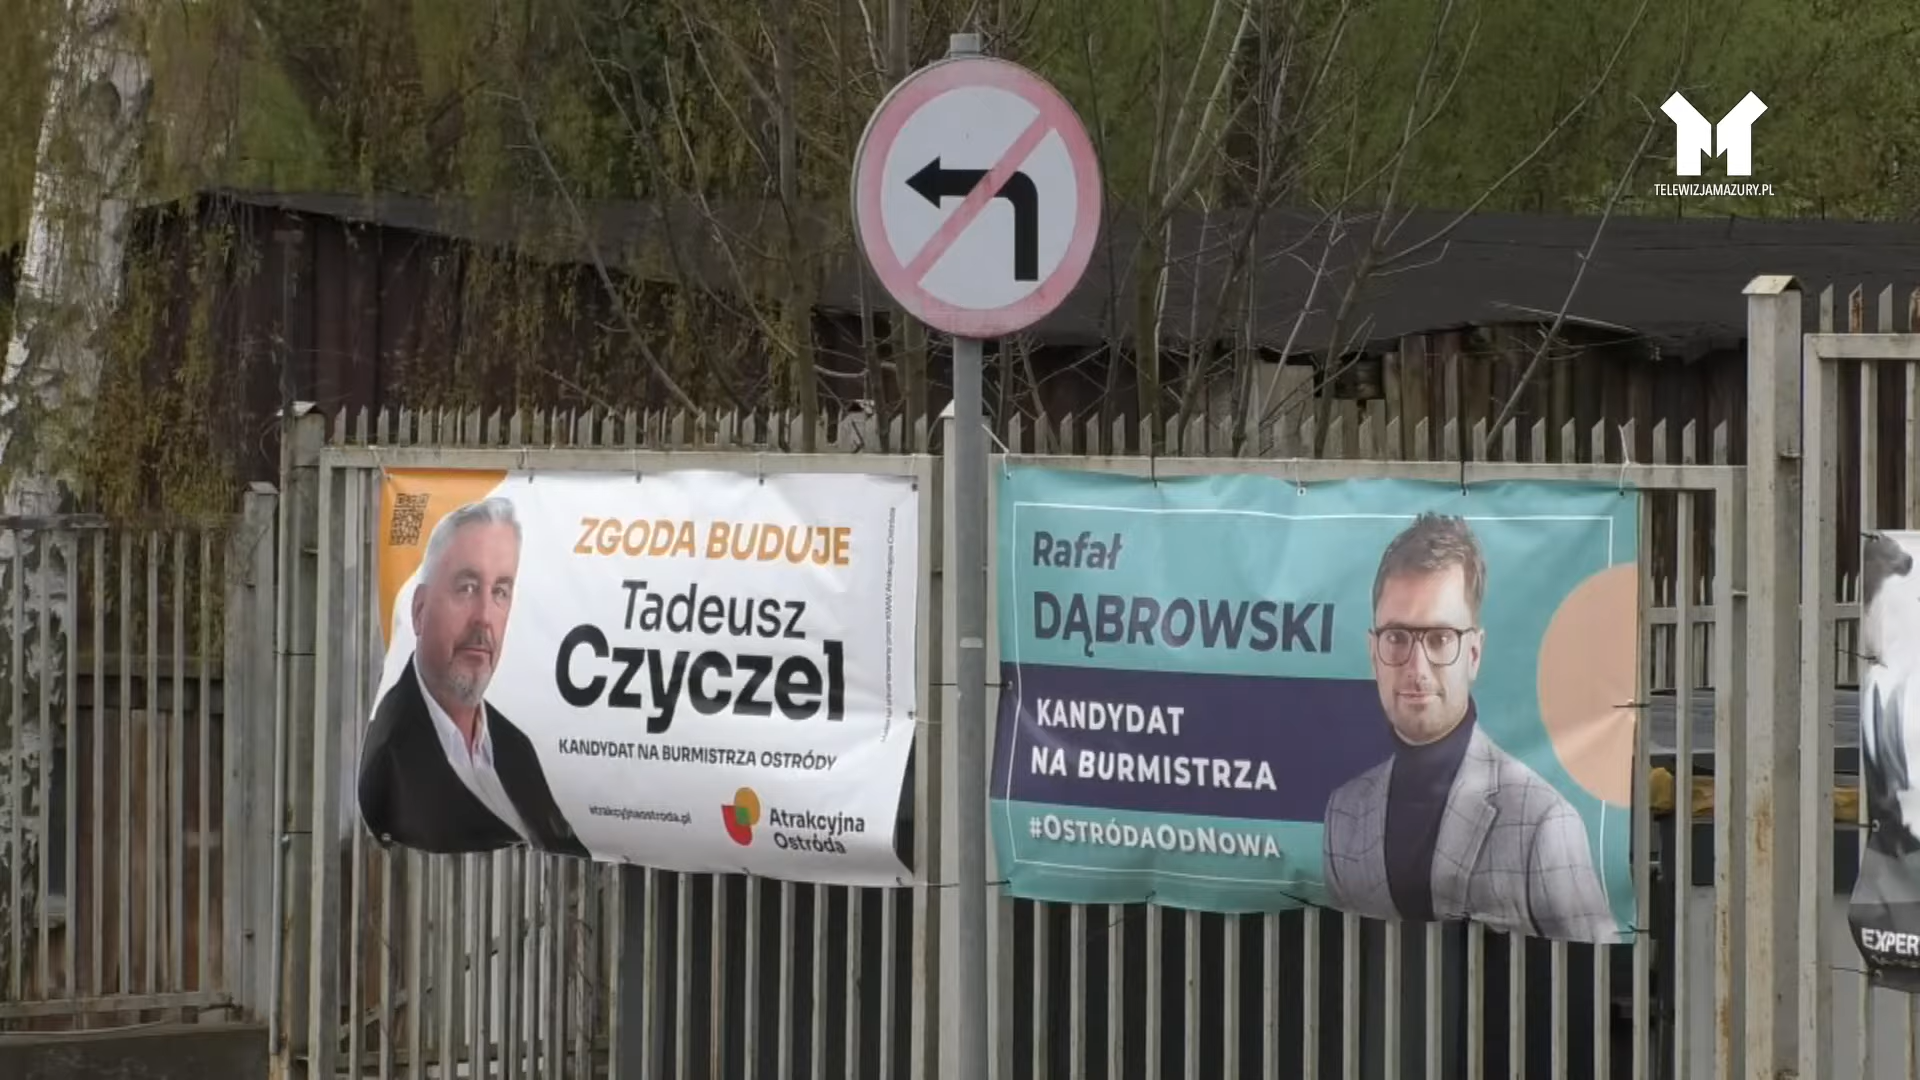 TELEWIZJAMAZURY.PL
ZGODA BUDUJE
Tadeusz
Czyczel
KANDYDAT NA BURMISTRZA OSTRÓDY
atrakcyjnaostroda.pl
Atrakcyjna
Ostróda
Rafał
DĄBROWSKI
KANDYDAT
NA BURMISTRZA
#OSTRÓDAODNOWA
EXPER